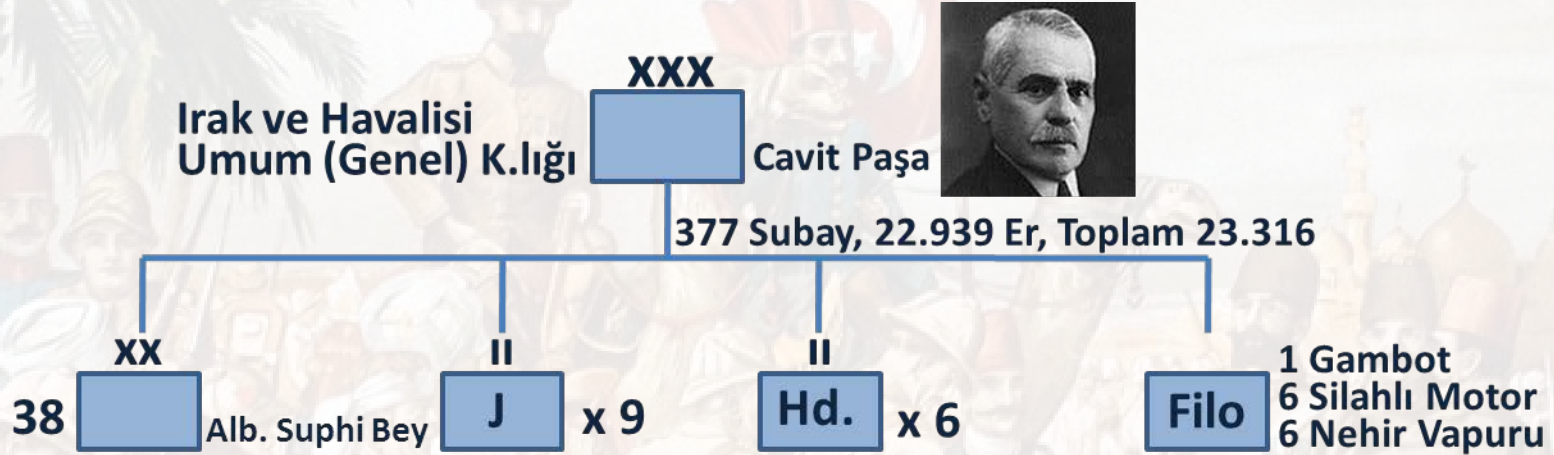 XXX
Irak ve Havalisi
Umum (Genel) K.lığı
Cavit Paşa
377 Subay, 22.939 Er, Toplam 23.316
XX
38
Alb. Suphi Bey
II
J
x 9
II
Hd.
x 6
Filo
1 Gambot
6 Silahlı Motor
6 Nehir Vapuru